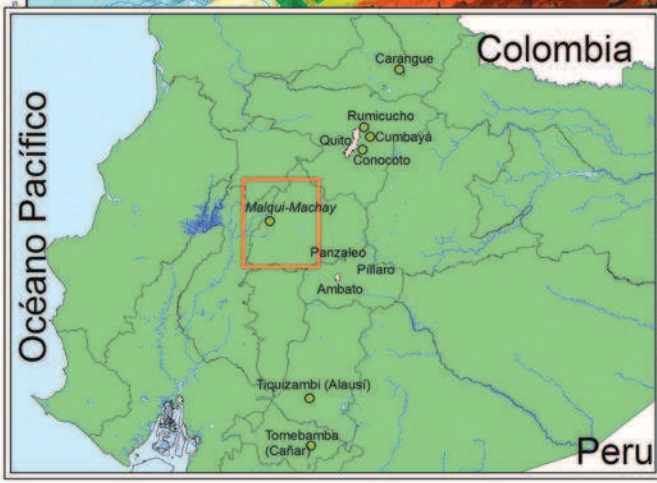 Colombia
Carangue
Rumicucho
Quito
Cumbayá
Conocoto
Océano Pacífico
Malqui-Machay
Panzaleo
Píllaro
Ambato
Tiquizambi (Alausí)
Tomebamba
(Cañar)
Peru